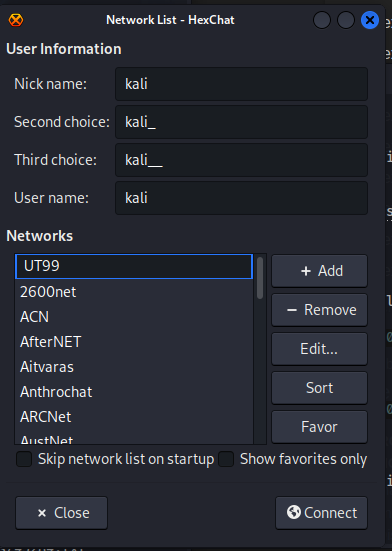 Network List - HexChat
User Information
Nick name: kali
Second choice: kali_
Third choice: kali__
User name: kali
Networks
UT99
2600net
ACN
AfterNET
Aitvaras
Anthrochat
ARCNet
AustNet
+ Add
− Remove
Edit...
Sort
Favor
Skip network list on startup
Show favorites only
× Close
Connect